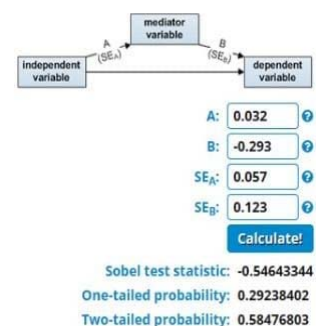 mediator
variable
A
(SEA)
B
(SEB)
independent
variable
dependent
variable
A: 0.032 ?
B: -0.293 ?
SEA: 0.057 ?
SEB: 0.123 ?
Calculate!
Sobel test statistic: -0.54643344
One-tailed probability: 0.29238402
Two-tailed probability: 0.58476803